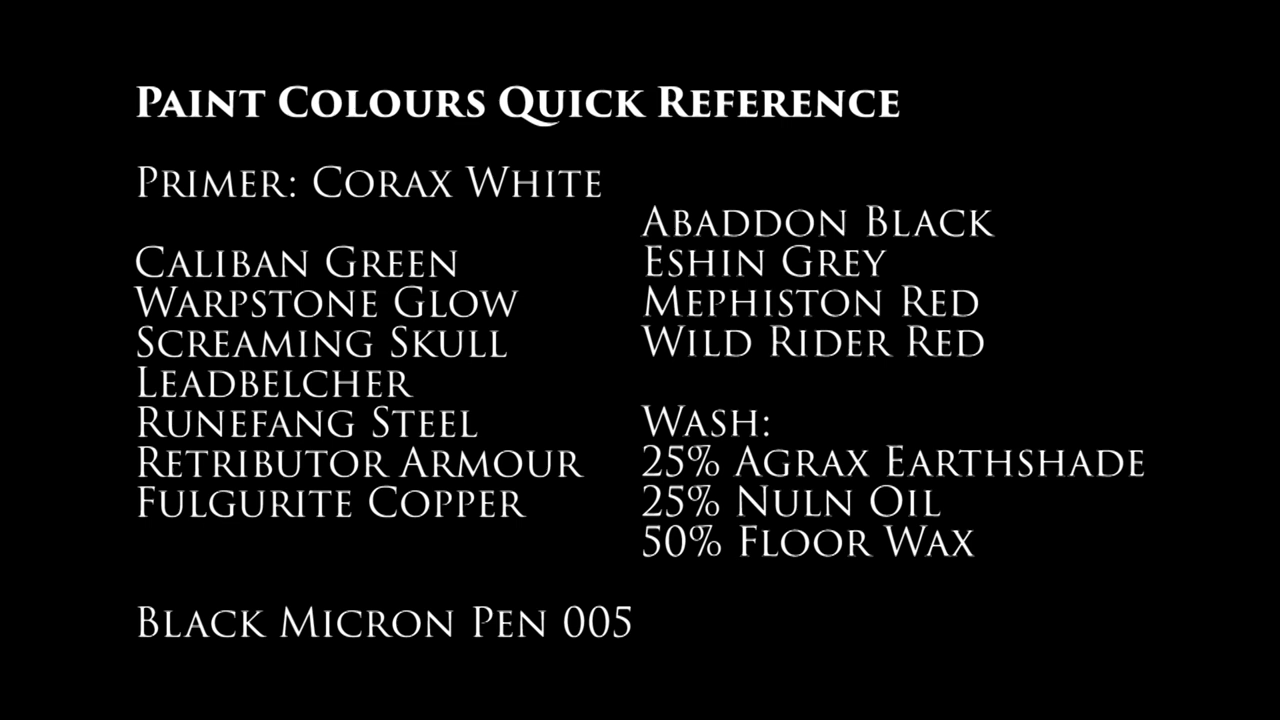 Paint Colours Quick Reference
Primer: Corax White
Caliban Green
Warpstone Glow
Screaming Skull
Leadbelcher
Runefang Steel
Retributor Armour
Fulgurite Copper
Abaddon Black
Eshin Grey
Mephiston Red
Wild Rider Red
Wash:
25% Agrax Earthshade
25% Nuln Oil
50% Floor Wax
Black Micron Pen 005